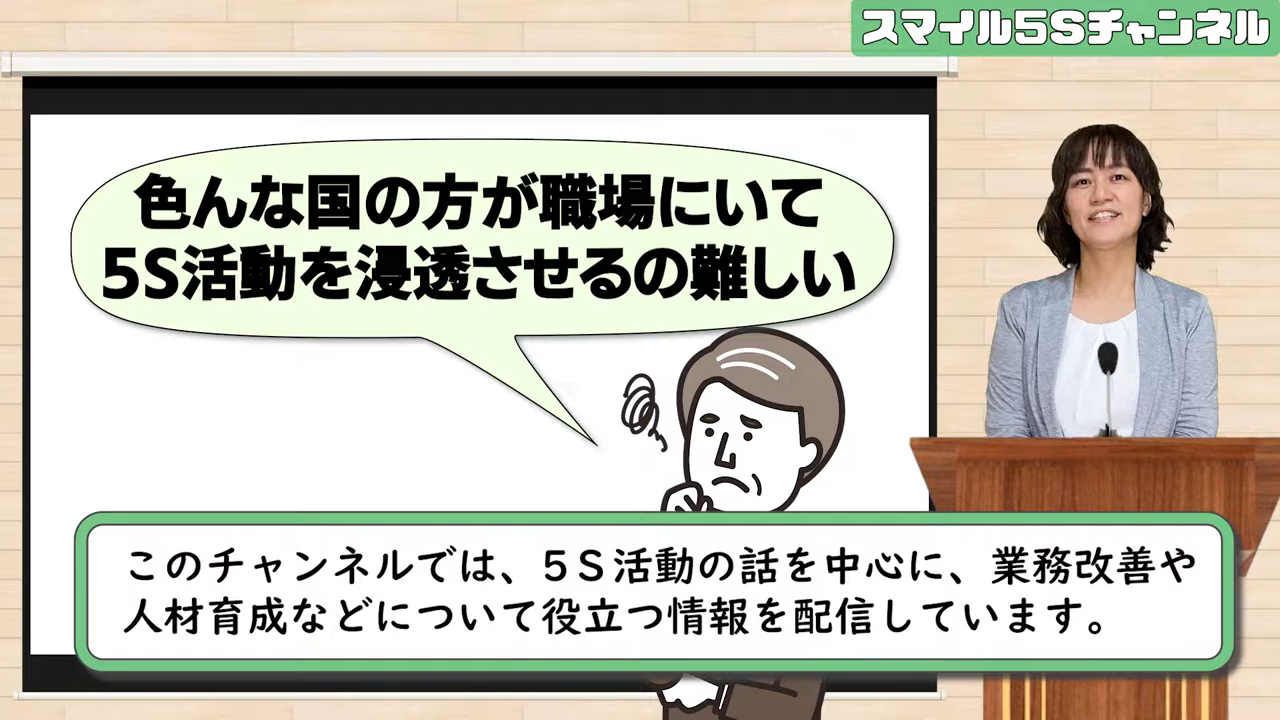 スマイル5Sチャンネル
色んな国の方が職場にいて
5S活動を浸透させるの難しい
このチャンネルでは、5S活動の話を中心に、業務改善や
人材育成などについて役立つ情報を配信しています。